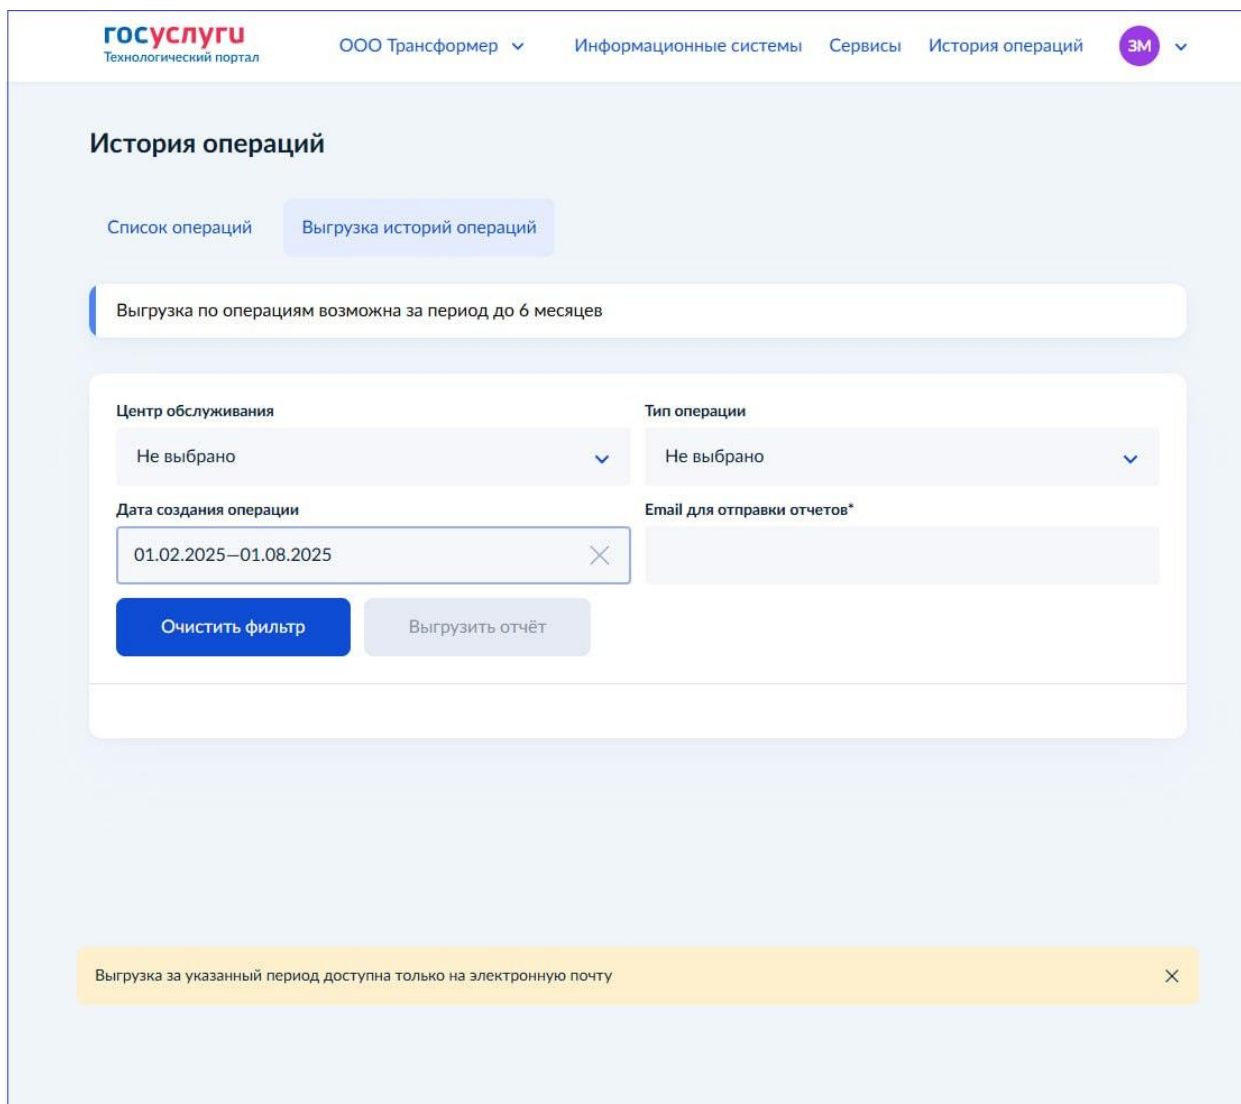 госуслуги
Технологический портал
ООО Трансформер
Информационные системы
Сервисы
История операций
ЗМ
История операций
Список операций
Выгрузка историй операций
Выгрузка по операциям возможна за период до 6 месяцев
Центр обслуживания
Тип операции
Не выбрано
Не выбрано
Дата создания операции
Email для отправки отчетов*
01.02.2025—01.08.2025
Очистить фильтр
Выгрузить отчёт
Выгрузка за указанный период доступна только на электронную почту